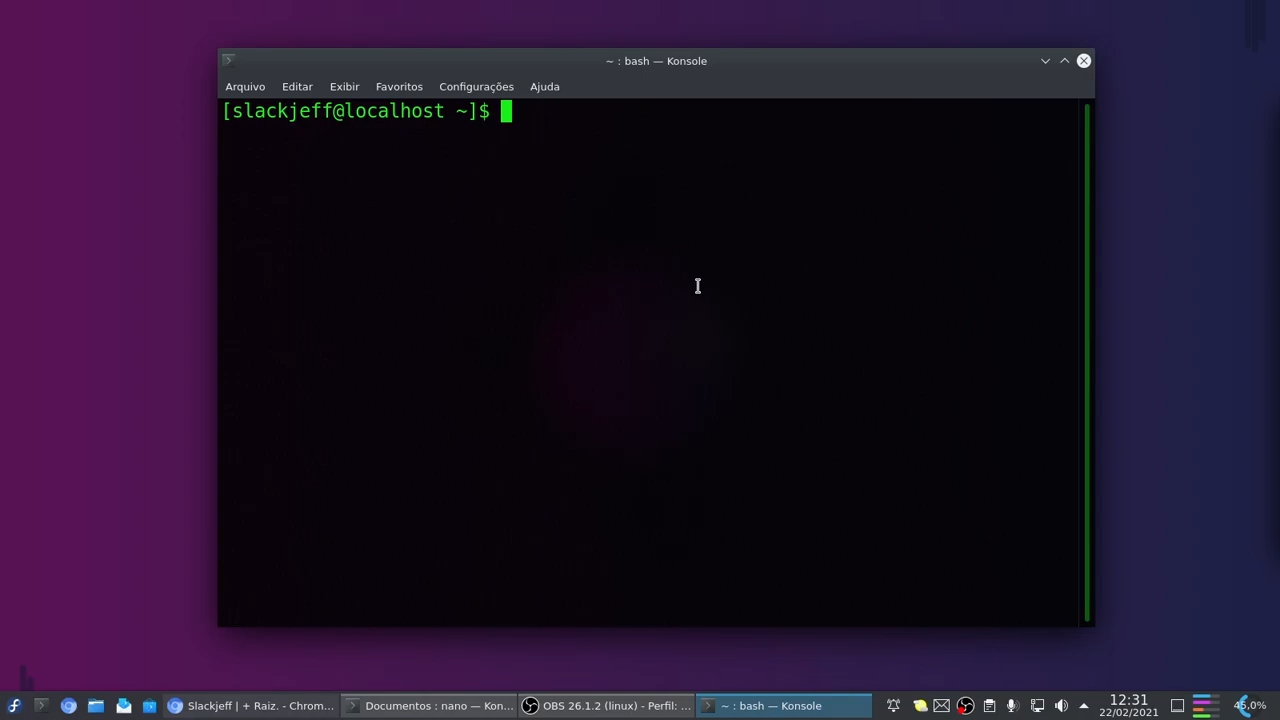 ~ : bash — Konsole
Arquivo Editar Exibir Favoritos Configurações Ajuda
[slackjeff@localhost ~]$
Slackjeff | + Raiz. - Chrom... Documentos : nano — Kon... OBS 26.1.2 (linux) - Perfil: ... ~ : bash — Konsole 12:31 45,0%
22/02/2021